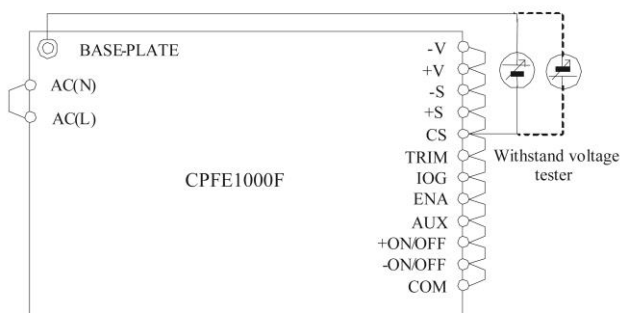 BASE-PLATE
AC(N)
AC(L)
CPFE1000F
-V
+V
-S
+S
CS
TRIM
IOG
ENA
AUX
+ON/OFF
-ON/OFF
COM
Withstand voltage
tester